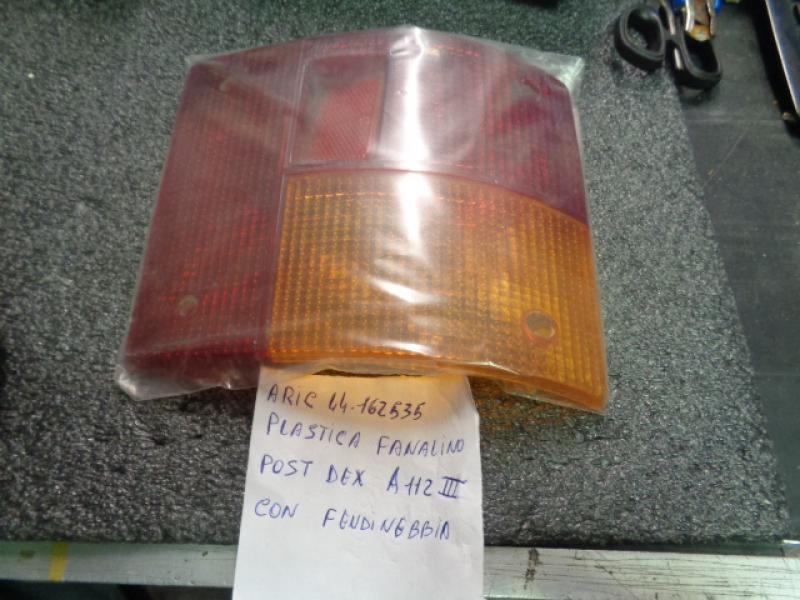 ARIC 44-162535
PLASTICA FANALINO
POST DEX A112 III
CON FENDINEBBIA